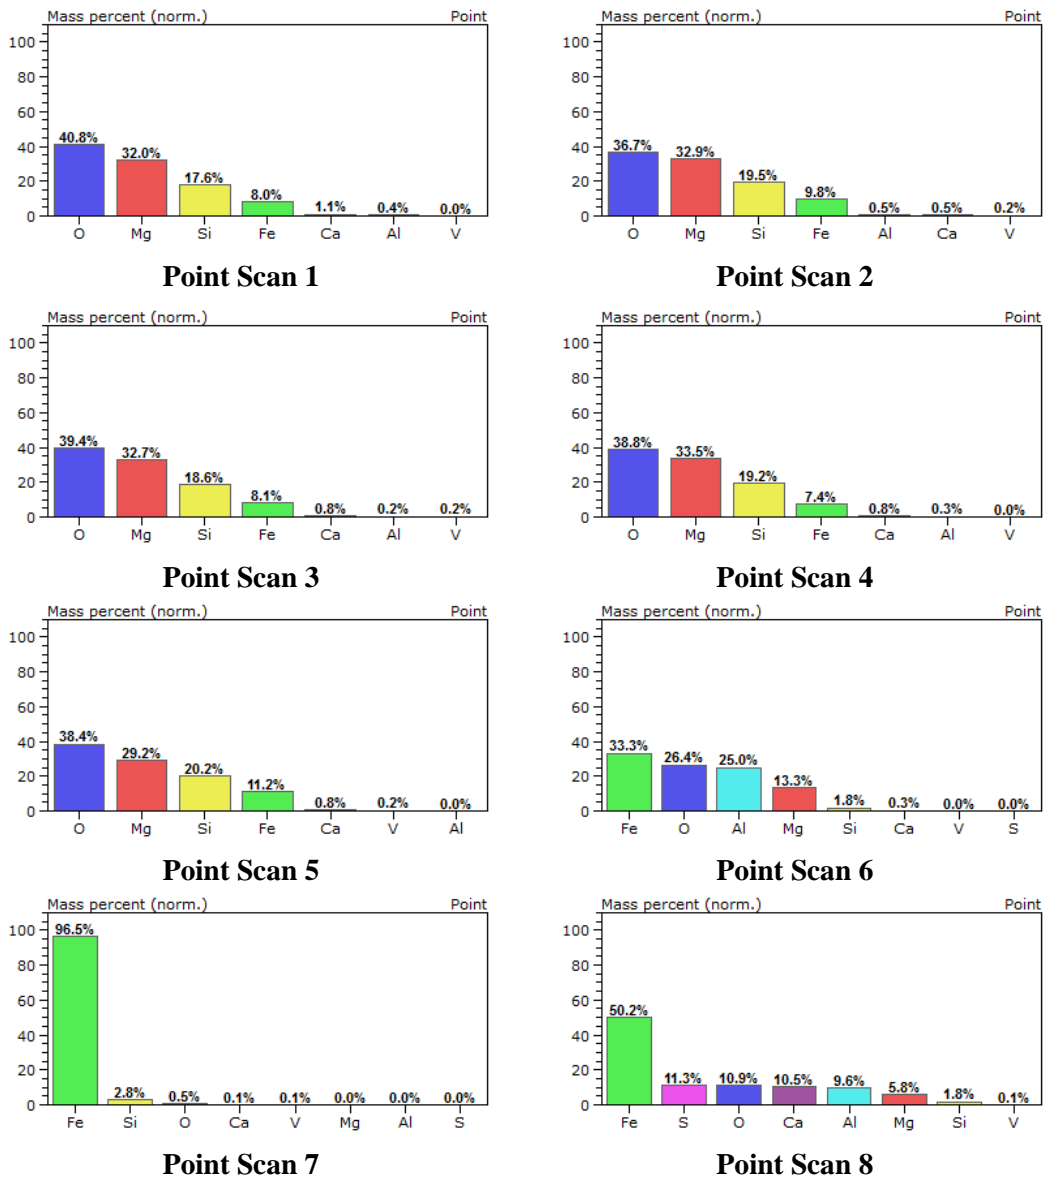 Mass percent (norm.) Point
100
80
60
40
20
0
40.8% 32.0% 17.6% 8.0% 1.1% 0.4% 0.0%
O Mg Si Fe Ca Al V
Point Scan 1
Mass percent (norm.) Point
100
80
60
40
20
0
36.7% 32.9% 19.5% 9.8% 0.5% 0.5% 0.2%
O Mg Si Fe Al Ca V
Point Scan 2
Mass percent (norm.) Point
100
80
60
40
20
0
39.4% 32.7% 18.6% 8.1% 0.8% 0.2% 0.2%
O Mg Si Fe Ca Al V
Point Scan 3
Mass percent (norm.) Point
100
80
60
40
20
0
38.8% 33.5% 19.2% 7.4% 0.8% 0.3% 0.0%
O Mg Si Fe Ca Al V
Point Scan 4
Mass percent (norm.) Point
100
80
60
40
20
0
38.4% 29.2% 20.2% 11.2% 0.8% 0.2% 0.0%
O Mg Si Fe Ca V Al
Point Scan 5
Mass percent (norm.) Point
100
80
60
40
20
0
33.3% 26.4% 25.0% 13.3% 1.8% 0.3% 0.0% 0.0%
Fe O Al Mg Si Ca V S
Point Scan 6
Mass percent (norm.) Point
100
80
60
40
20
0
96.5% 2.8% 0.5% 0.1% 0.1% 0.0% 0.0% 0.0%
Fe Si O Ca V Mg Al S
Point Scan 7
Mass percent (norm.) Point
100
80
60
40
20
0
50.2% 11.3% 10.9% 10.5% 9.6% 5.8% 1.8% 0.1%
Fe S O Ca Al Mg Si V
Point Scan 8